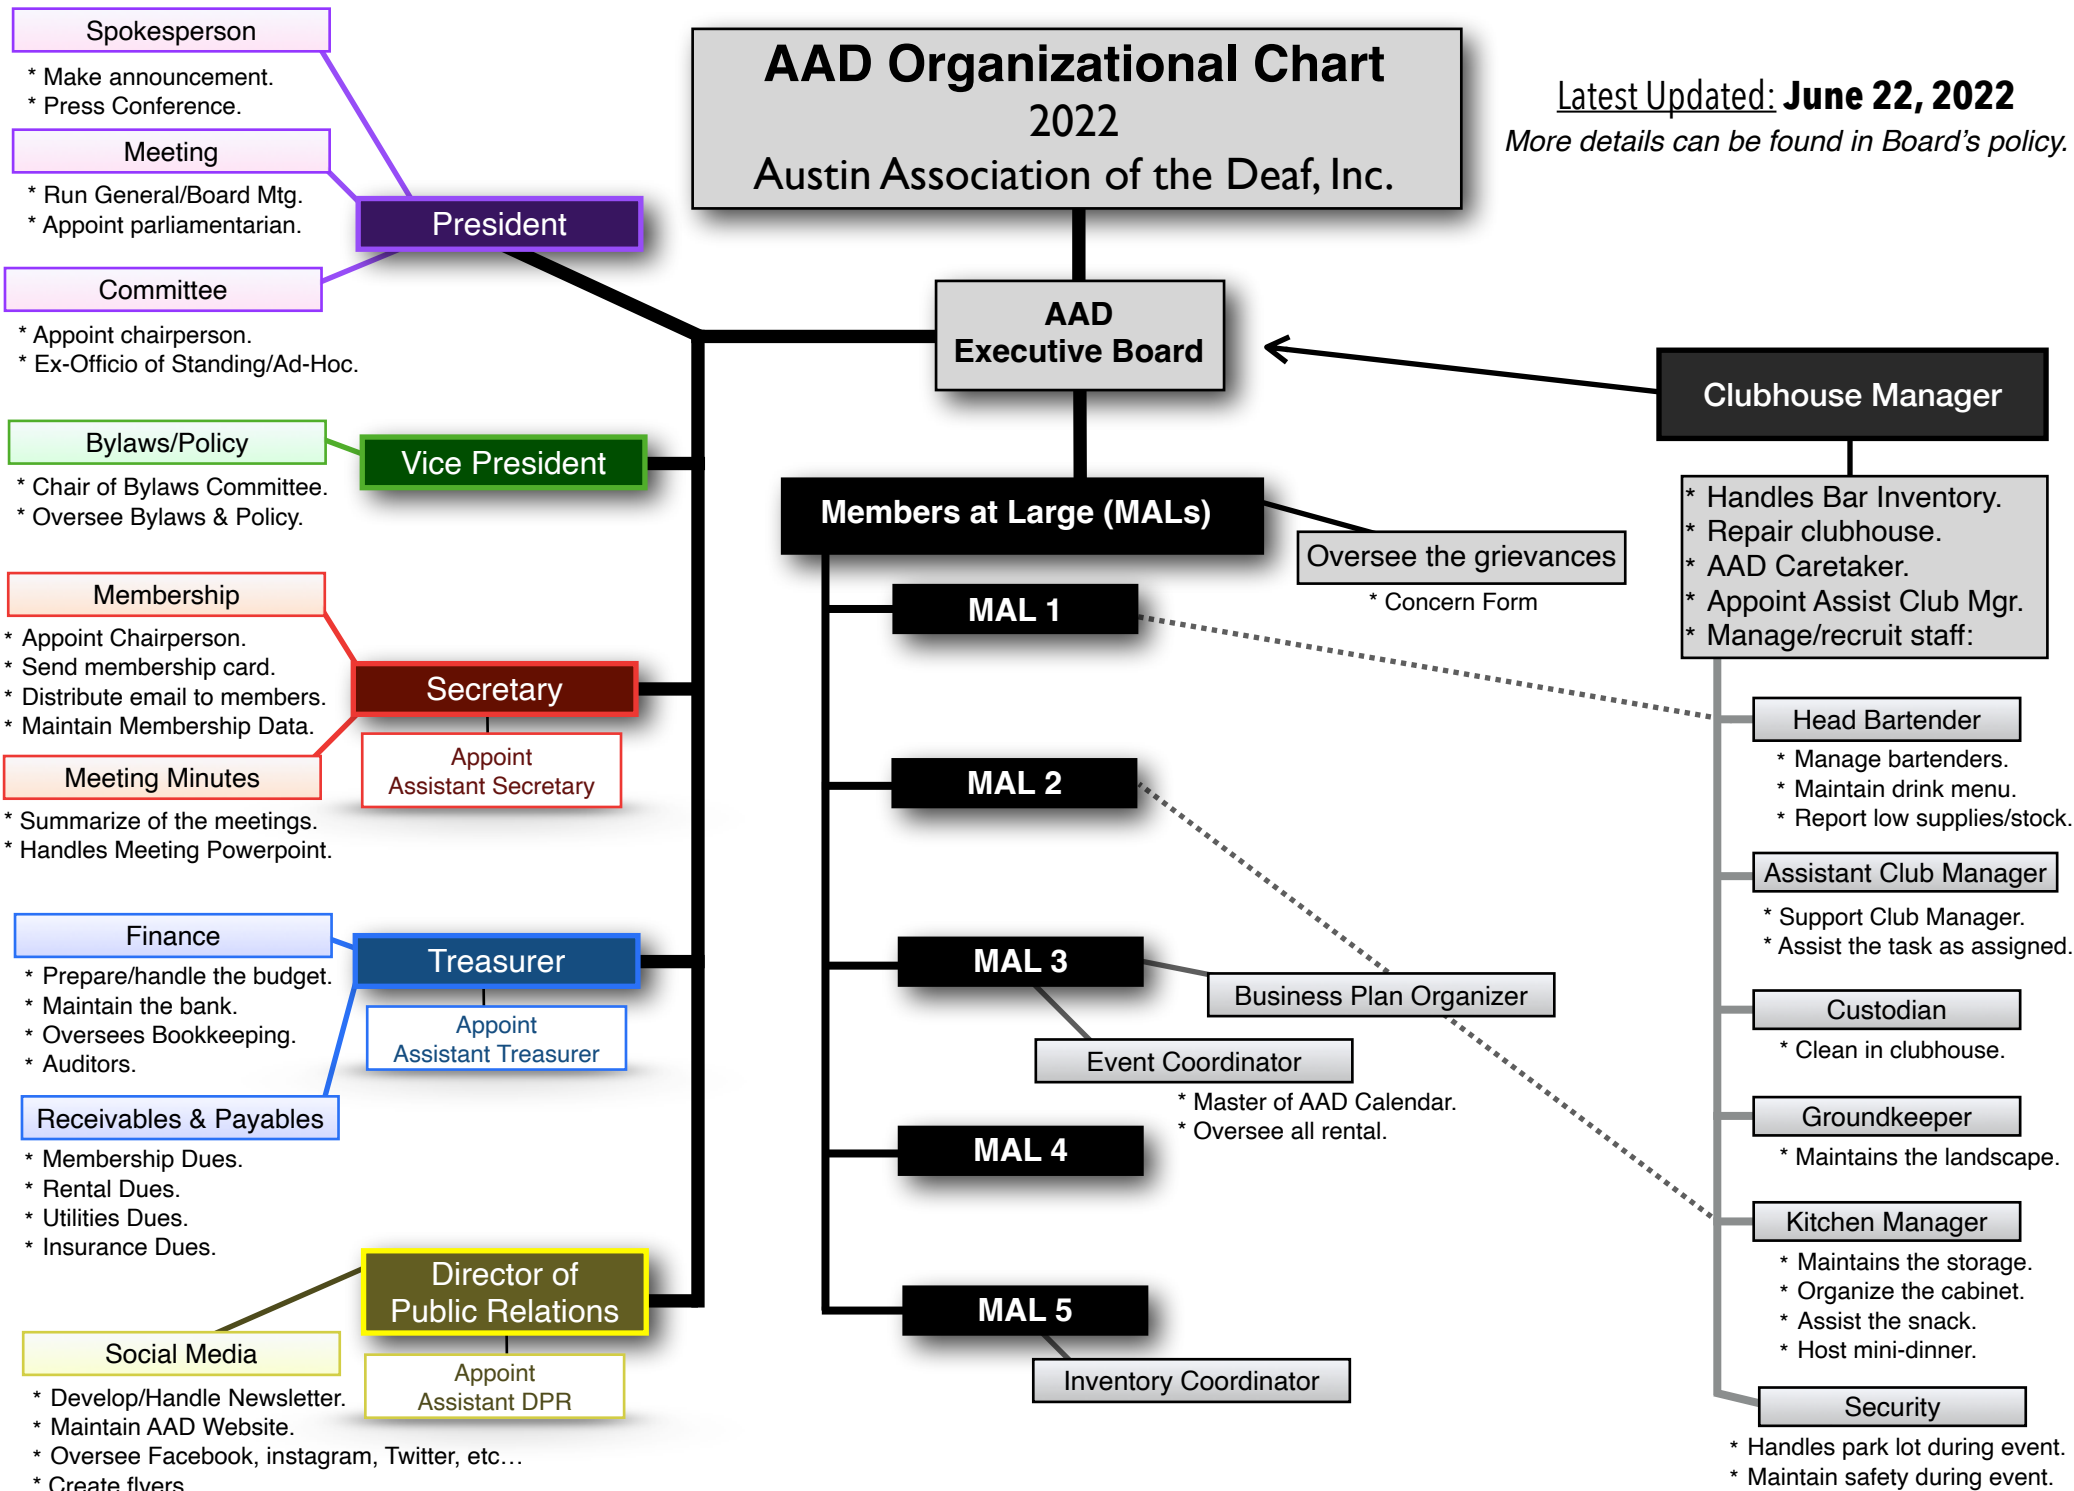 AAD Organizational Chart
2022
Austin Association of the Deaf, Inc.
Latest Updated: June 22, 2022
More details can be found in Board's policy.
Spokesperson
* Make announcement.
* Press Conference.
Meeting
* Run General/Board Mtg.
* Appoint parliamentarian.
President
Committee
* Appoint chairperson.
* Ex-Officio of Standing/Ad-Hoc.
Bylaws/Policy
* Chair of Bylaws Committee.
* Oversee Bylaws & Policy.
Vice President
Membership
* Appoint Chairperson.
* Send membership card.
* Distribute email to members.
* Maintain Membership Data.
Secretary
Appoint
Assistant Secretary
Meeting Minutes
* Summarize of the meetings.
* Handles Meeting Powerpoint.
Finance
* Prepare/handle the budget.
* Maintain the bank.
* Oversees Bookkeeping.
* Auditors.
Treasurer
Appoint
Assistant Treasurer
Receivables & Payables
* Membership Dues.
* Rental Dues.
* Utilities Dues.
* Insurance Dues.
Director of
Public Relations
Appoint
Assistant DPR
Social Media
* Develop/Handle Newsletter.
* Maintain AAD Website.
* Oversee Facebook, instagram, Twitter, etc…
* Create flyers
AAD
Executive Board
Members at Large (MALs)
Oversee the grievances
* Concern Form
MAL 1
MAL 2
MAL 3
Business Plan Organizer
Event Coordinator
* Master of AAD Calendar.
* Oversee all rental.
MAL 4
MAL 5
Inventory Coordinator
Clubhouse Manager
* Handles Bar Inventory.
* Repair clubhouse.
* AAD Caretaker.
* Appoint Assist Club Mgr.
* Manage/recruit staff:
Head Bartender
* Manage bartenders.
* Maintain drink menu.
* Report low supplies/stock.
Assistant Club Manager
* Support Club Manager.
* Assist the task as assigned.
Custodian
* Clean in clubhouse.
Groundkeeper
* Maintains the landscape.
Kitchen Manager
* Maintains the storage.
* Organize the cabinet.
* Assist the snack.
* Host mini-dinner.
Security
* Handles park lot during event.
* Maintain safety during event.